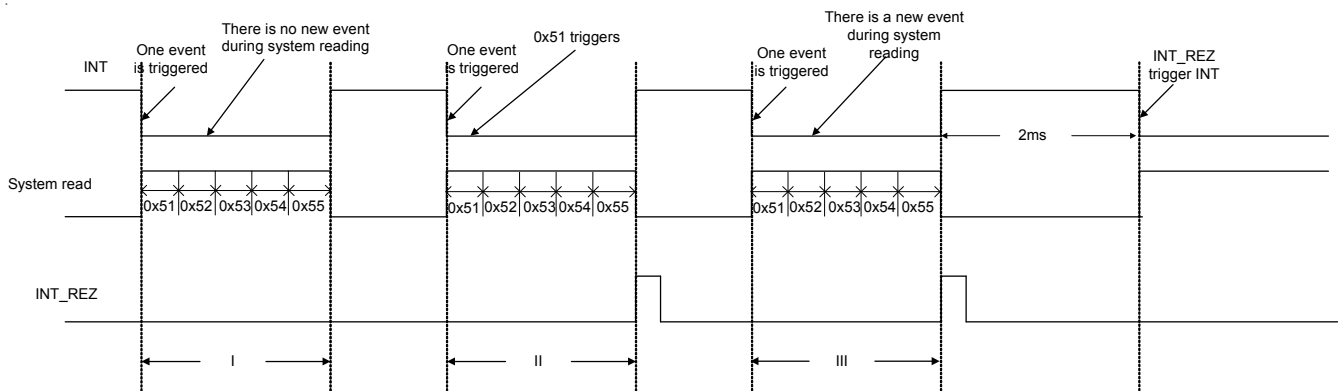 There is no new event
during system reading
One event
is triggered
INT
One event
is triggered
0x51 triggers
There is a new event
during system
reading
One event
is triggered
INT_REZ
trigger INT
2ms
System read
0x51 0x52 0x53 0x54 0x55
0x51 0x52 0x53 0x54 0x55
0x51 0x52 0x53 0x54 0x55
INT_REZ
I
II
III